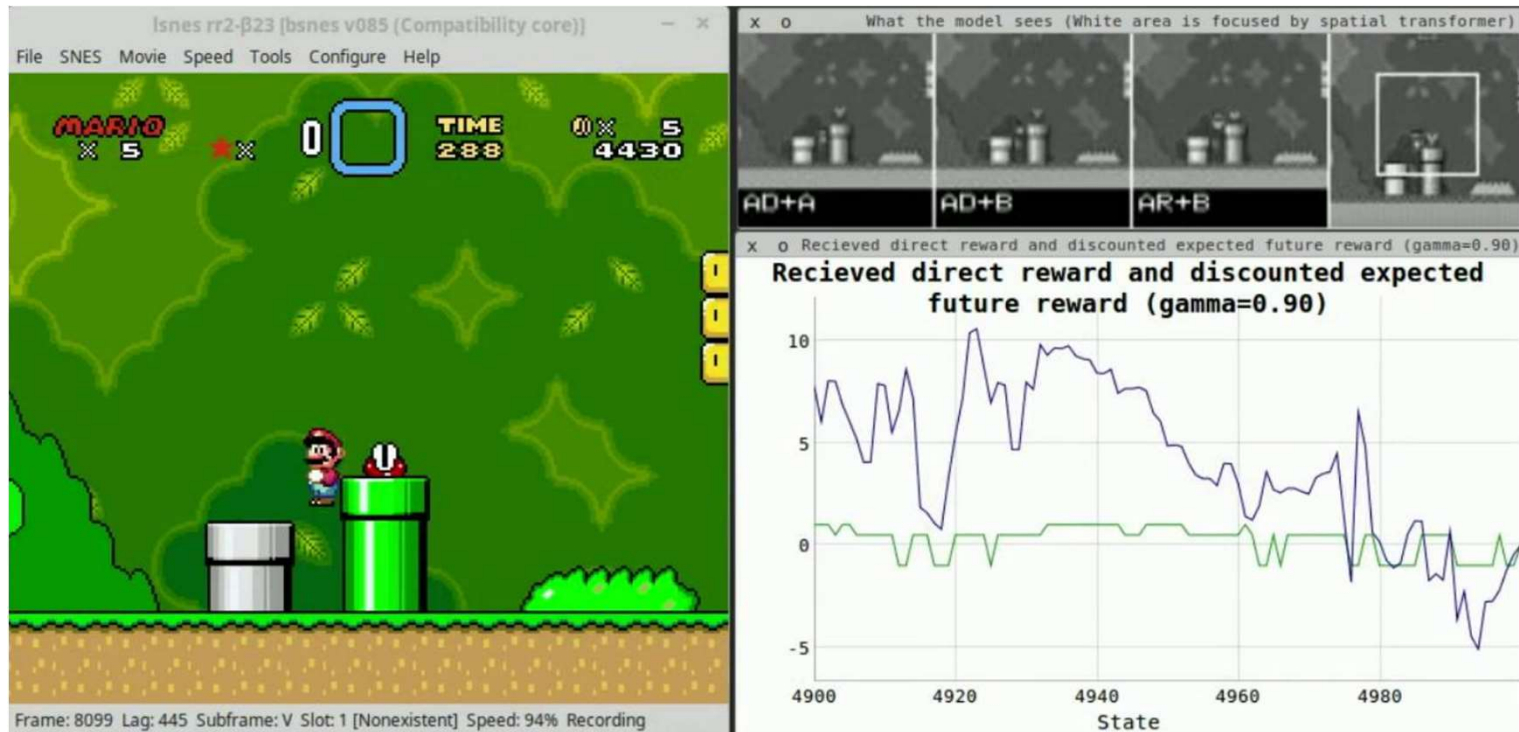 lsnes rr2-β23 [bsnes v085 (Compatibility core)]
File SNES Movie Speed Tools Configure Help
MARIO
x 5
★x
0
TIME
288
x 5
4430
Frame: 8099 Lag: 445 Subframe: V Slot: 1 [Nonexistent] Speed: 94% Recording
x o What the model sees (White area is focused by spatial transformer)
AD+A
AD+B
AR+B
x o Recieved direct reward and discounted expected future reward (gamma=0.90)
Recieved direct reward and discounted expected
future reward (gamma=0.90)
10
5
0
-5
4900 4920 4940 4960 4980
State